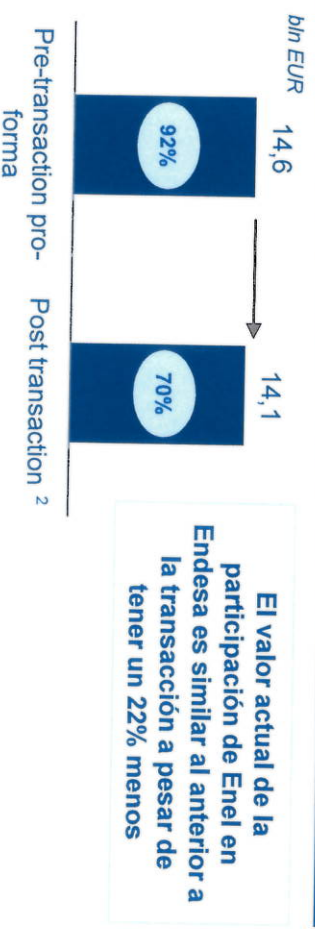 bln EUR
14,6
14,1
92%
70%
Pre-transaction pro-
forma
Post transaction 2
El valor actual de la
participación de Enel en
Endesa es similar al anterior a
la transacción a pesar de
tener un 22% menos